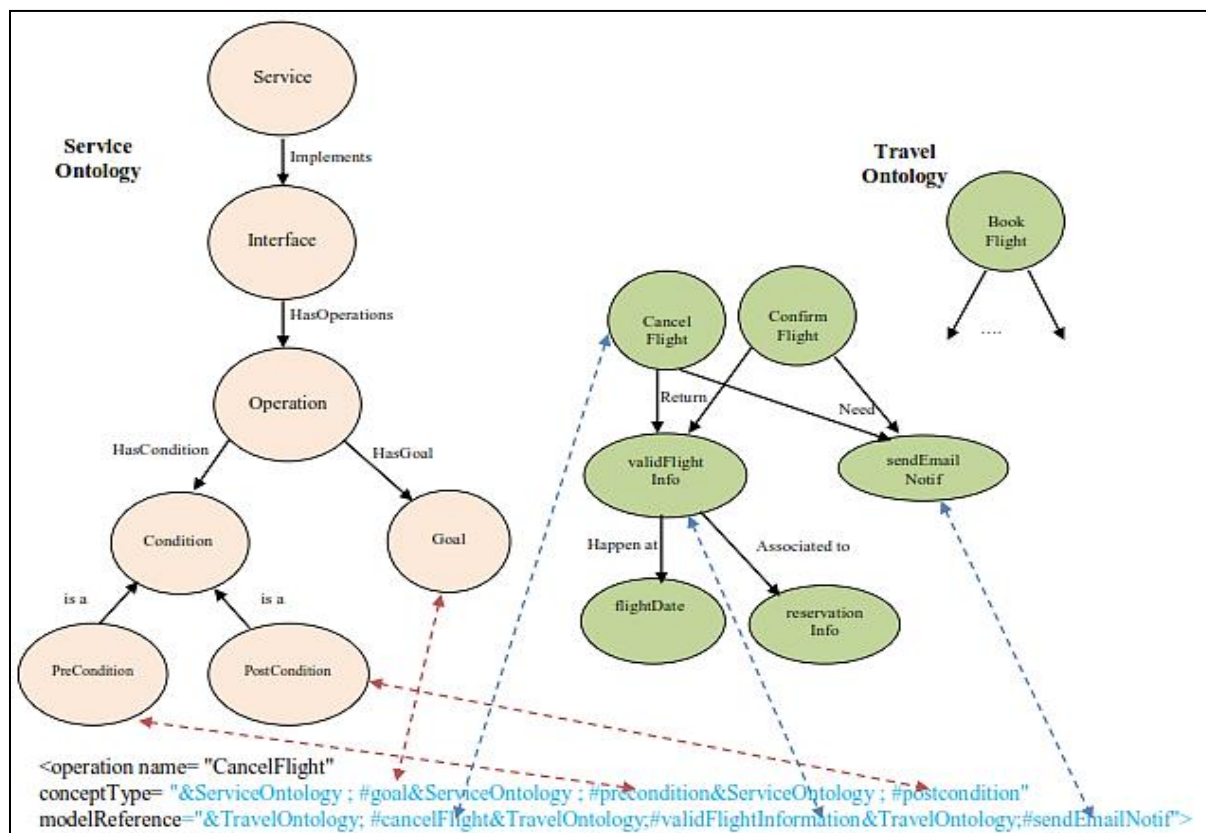 Service
Service
Ontology
Implements
Travel
Ontology
Book
Flight
Interface
....
HasOperations
Cancel
Flight
Confirm
Flight
Operation
Return
Need
HasCondition
HasGoal
validFlight
Info
sendEmail
Notif
Condition
Goal
Happen at
Associated to
is a
is a
flightDate
reservation
Info
PreCondition
PostCondition
<operation name= "CancelFlight"
conceptType= "&ServiceOntology ; #goal&ServiceOntology ; #precondition&ServiceOntology ; #postcondition"
modelReference="&TravelOntology; #cancelFlight&TravelOntology;#validFlightInformation&TravelOntology;#sendEmailNotif">